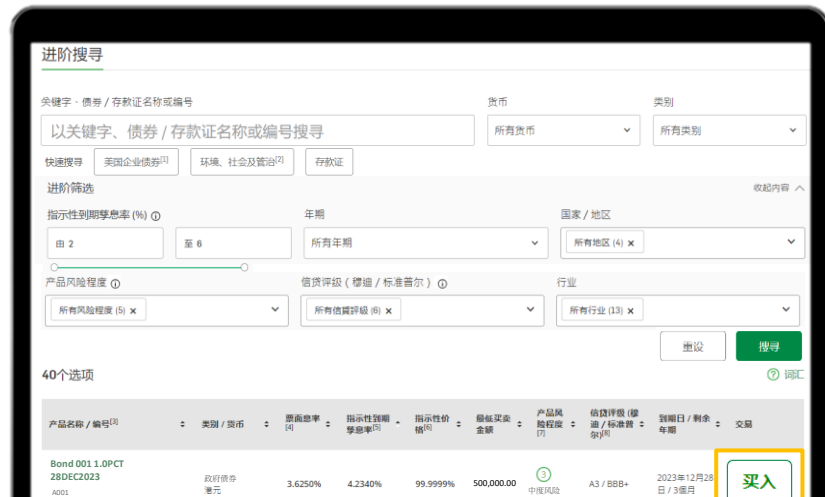 进阶搜寻
关键字、债券 / 存款证名称或编号
货币
类别
以关键字、债券 / 存款证名称或编号搜寻
所有货币
所有类别
快速搜寻
美国企业债券[1]
环境、社会及管治[2]
存款证
进阶筛选
收起内容
指示性到期孳息率 (%)
年期
国家 / 地区
由 2
至 6
所有年期
所有地区 (4) ×
产品风险程度
信贷评级 ( 穆迪 / 标准普尔 )
行业
所有风险程度 (5) ×
所有信貸評級 (6) ×
所有行业 (13) ×
重设
搜寻
40个选项
词汇
产品名称 / 编号[3]
类别 / 货币
票面息率
[4]
指示性到期
孳息率[5]
指示性价
格[6]
最低买卖
金额
产品风
险程度
[7]
信贷评级 (穆
迪 / 标准普
尔)[8]
到期日 / 剩余
年期
交易
Bond 001 1.0PCT
28DEC2023
A001
政府债券
港元
3.6250%
4.2340%
99.9999%
500,000.00
3
中度风险
A3 / BBB+
2023年12月28
日 / 3個月
买入